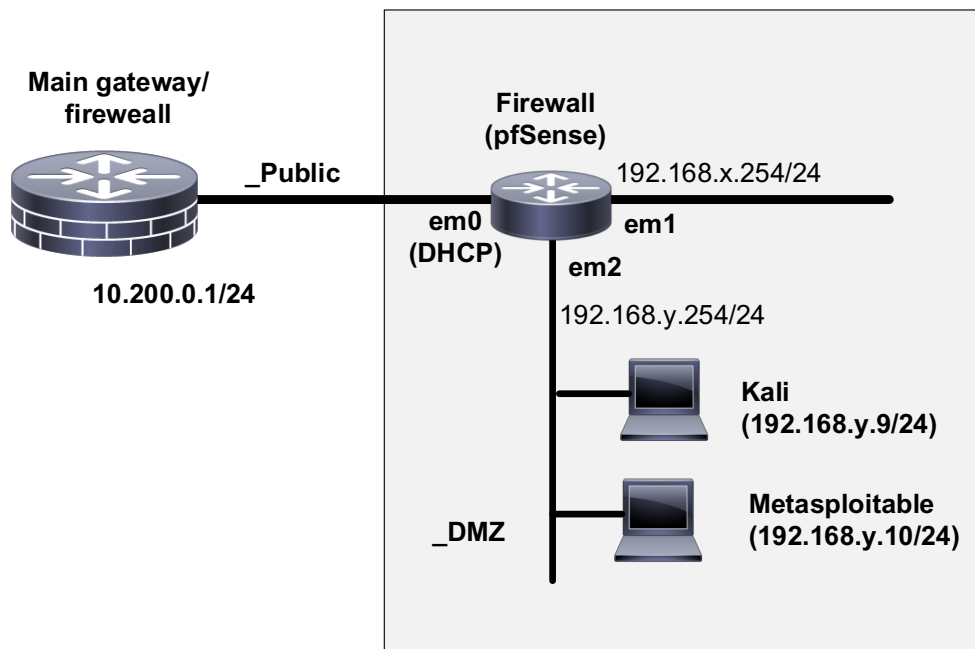 Main gateway/
fireweall
_Public
10.200.0.1/24
Firewall
(pfSense)
192.168.x.254/24
em0
(DHCP)
em1
em2
192.168.y.254/24
Kali
(192.168.y.9/24)
Metasploitable
(192.168.y.10/24)
_DMZ